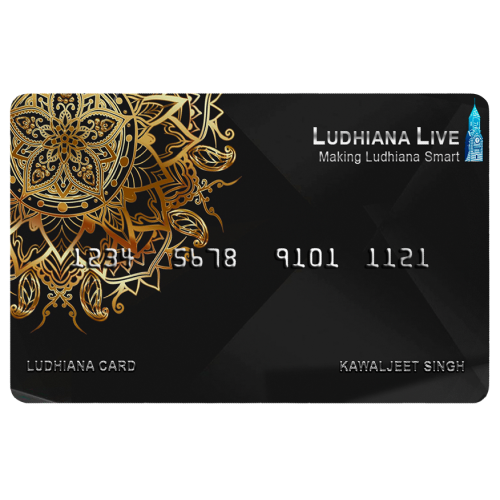 LUDHIANA LIVE
Making Ludhiana Smart
1234 5678 9101 1121
LUDHIANA CARD
KAWALJEET SINGH